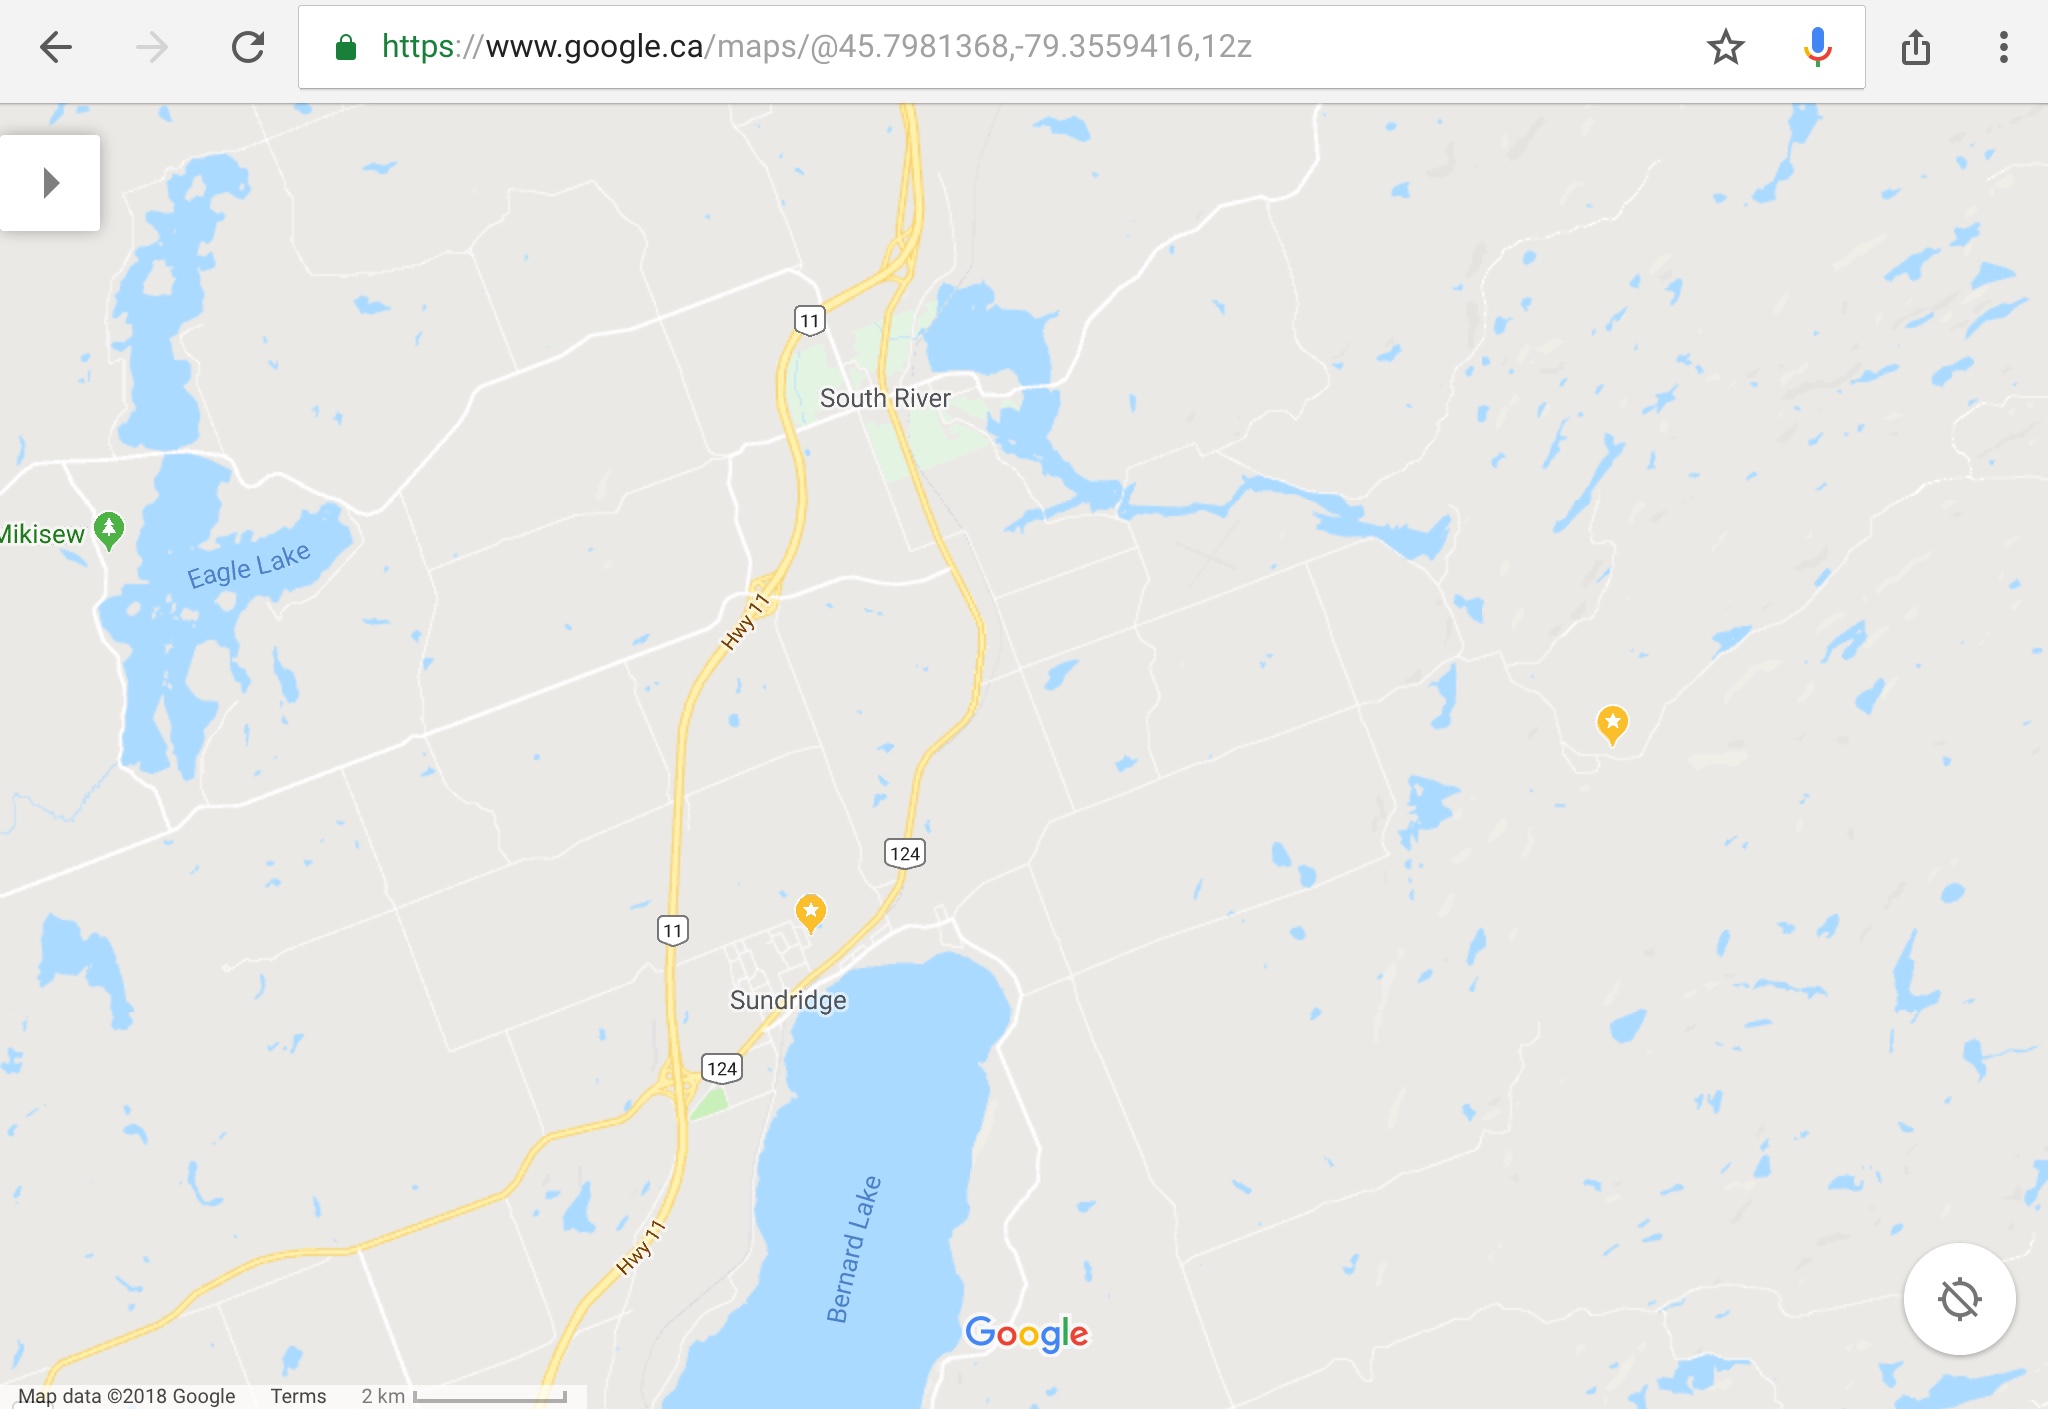 https://www.google.ca/maps/@45.7981368,-79.3559416,12z
11
South River
Mikisew
Eagle Lake
Hwy 11
124
11
Sundridge
124
Hwy 11
Bernard Lake
Google
Map data ©2018 Google Terms 2 km